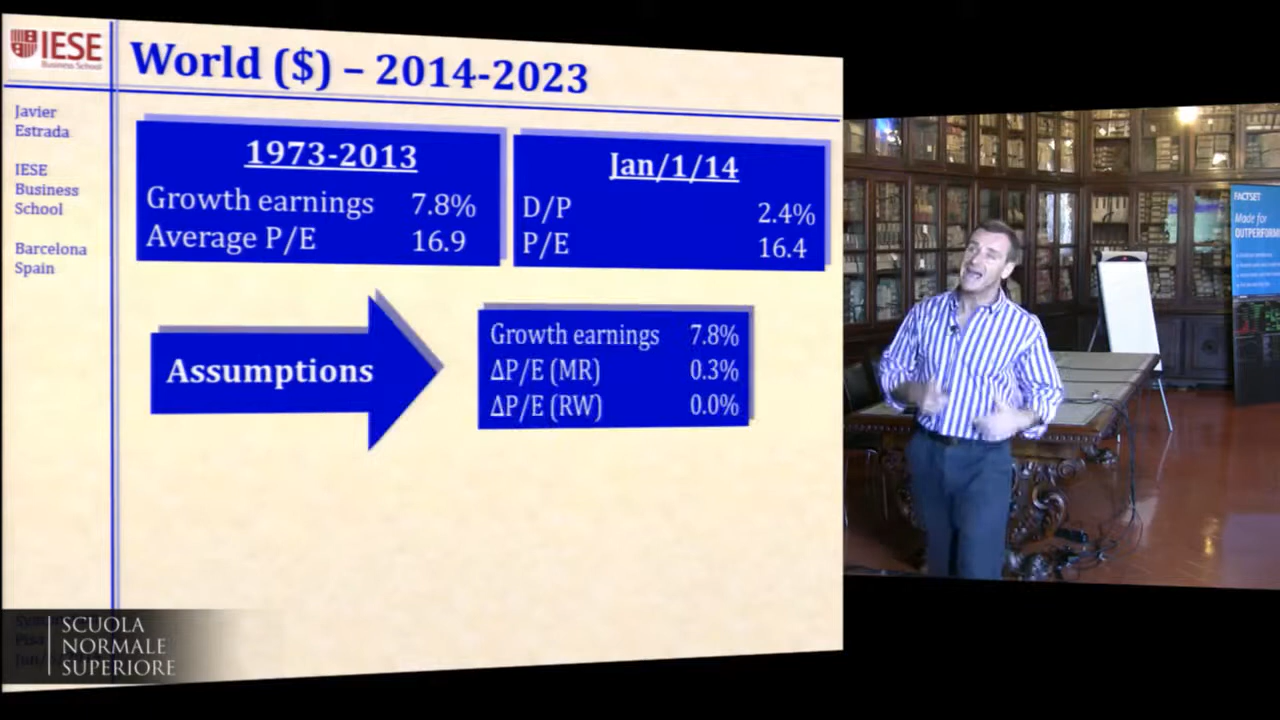 IESE
Business School
World ($) – 2014-2023
Javier
Estrada
IESE
Business
School
Barcelona
Spain
1973-2013
Growth earnings 7.8%
Average P/E 16.9
Jan/1/14
D/P 2.4%
P/E 16.4
Assumptions
Growth earnings 7.8%
ΔP/E (MR) 0.3%
ΔP/E (RW) 0.0%
SCUOLA
NORMALE
SUPERIORE
FACTSET
Made for